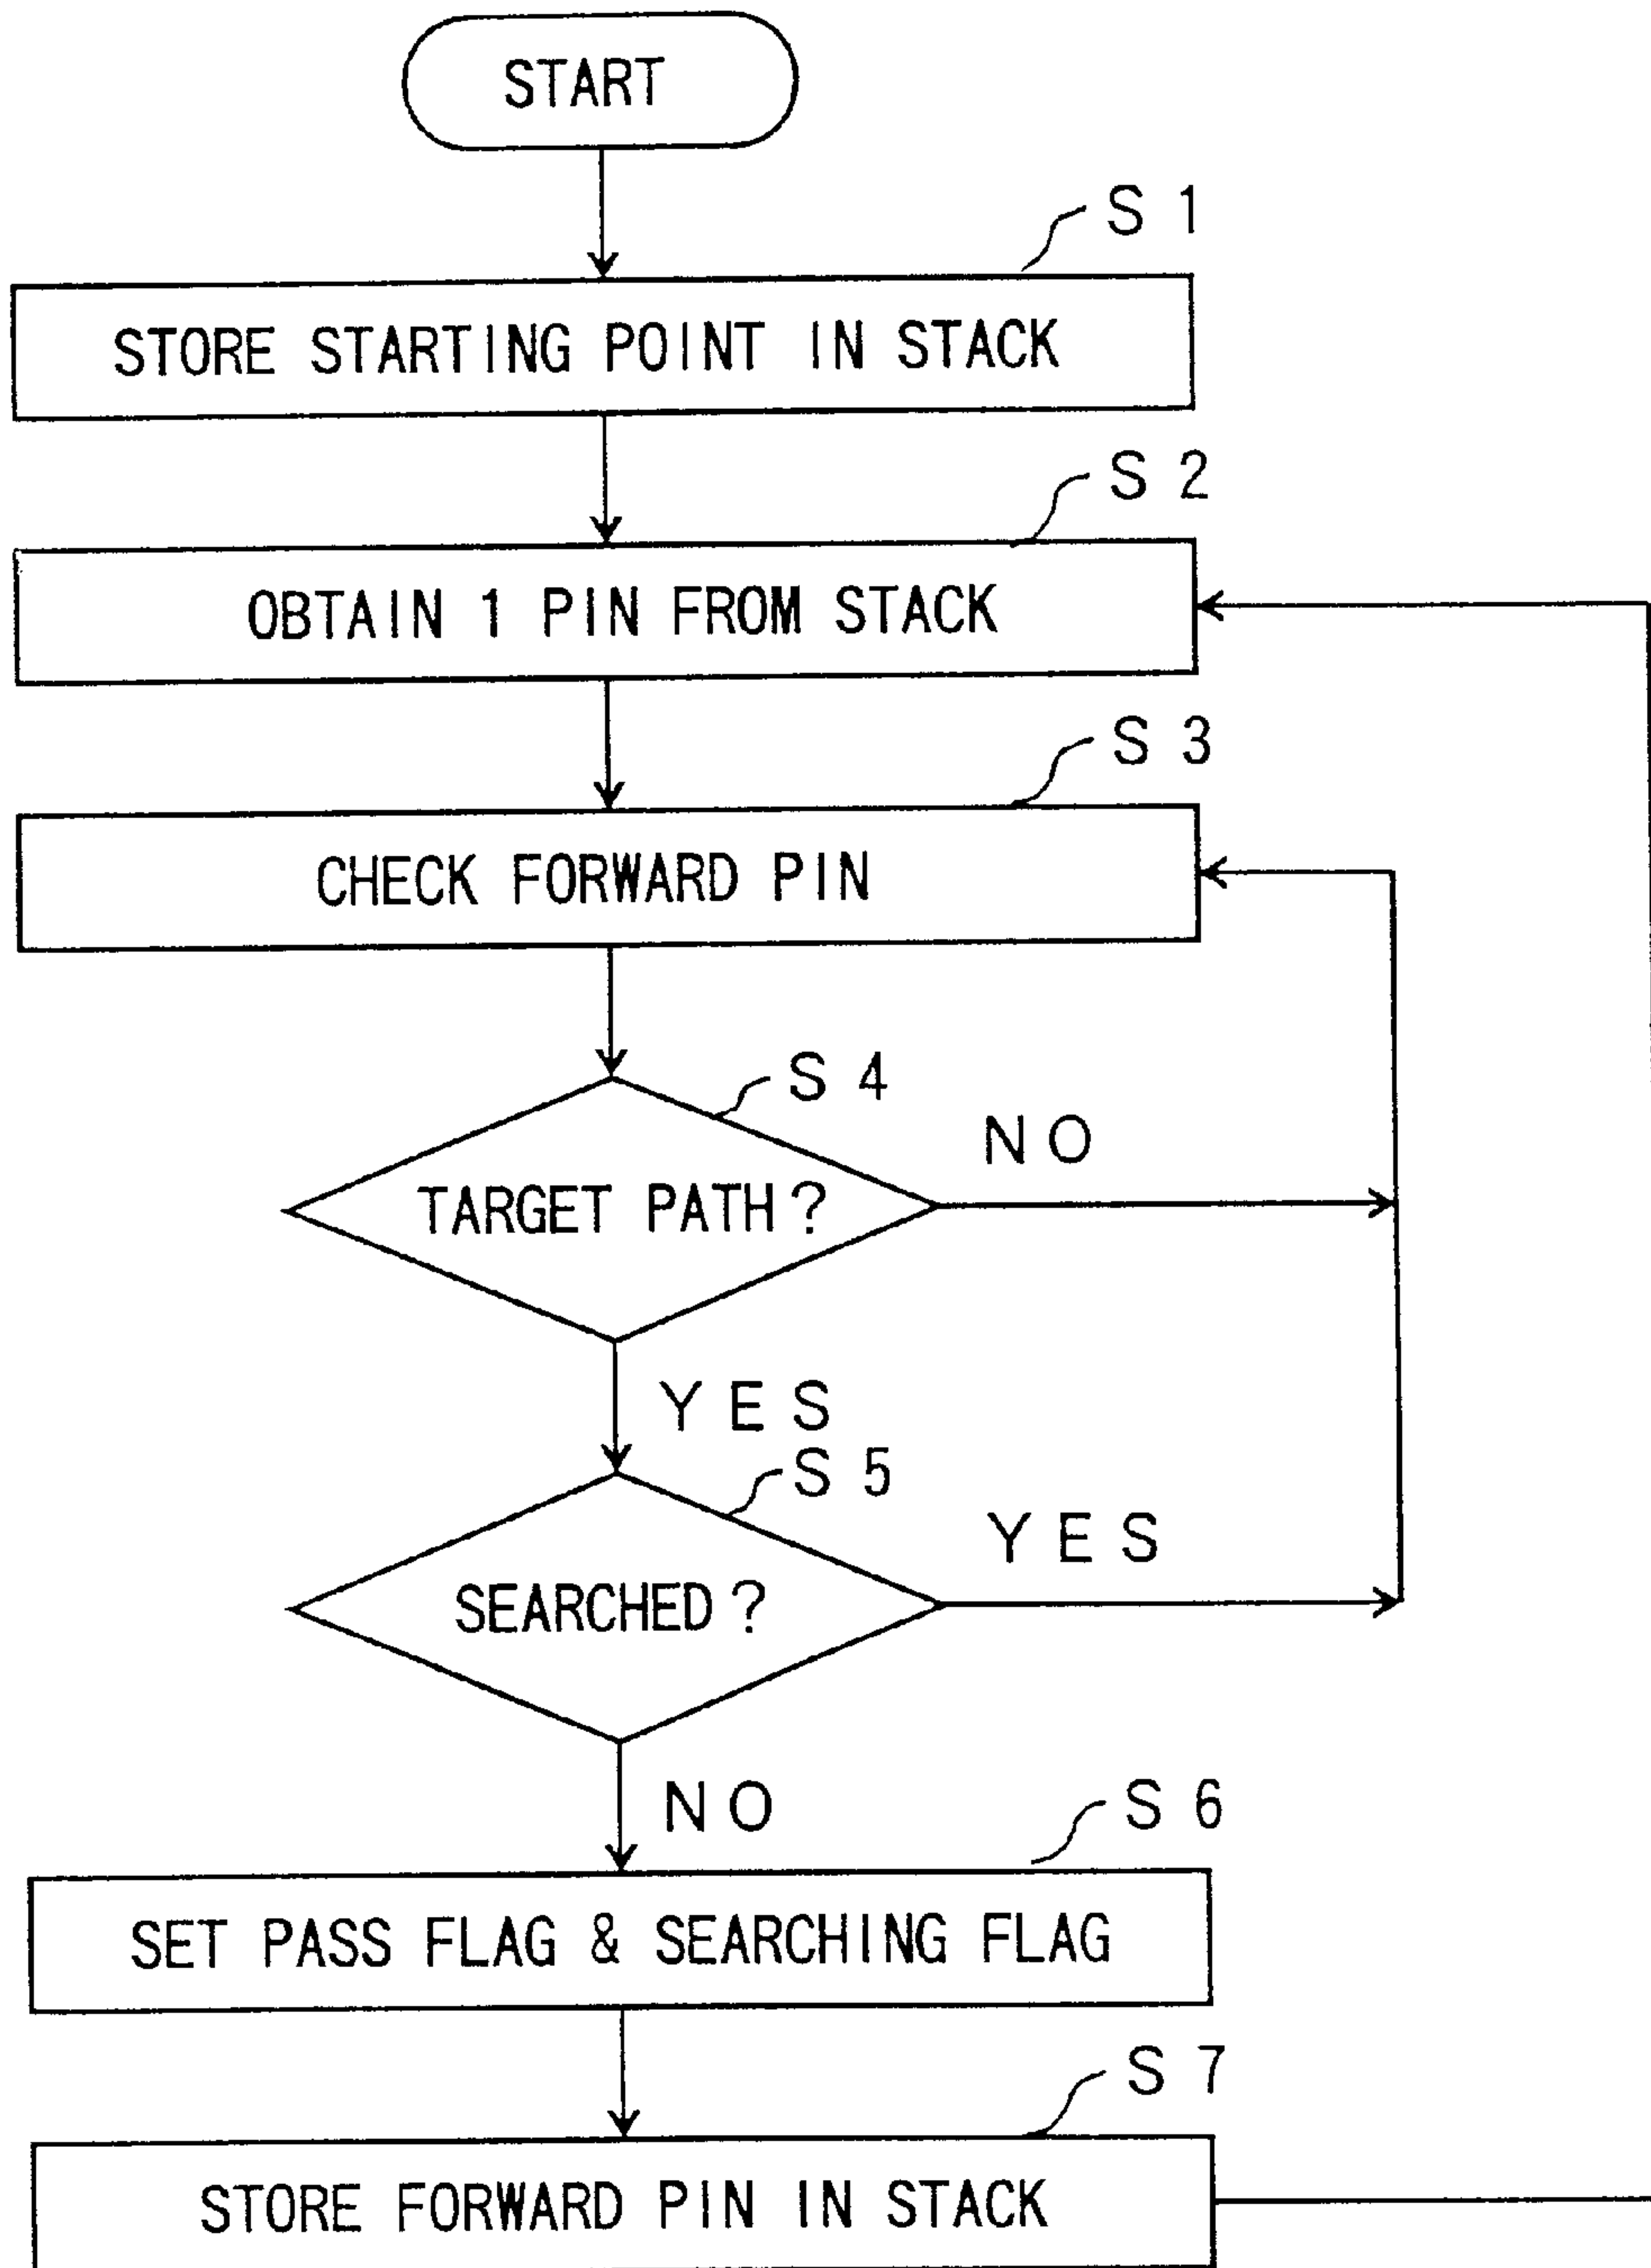 START
S 1
STORE STARTING POINT IN STACK
S 2
OBTAIN 1 PIN FROM STACK
S 3
CHECK FORWARD PIN
S 4
NO
TARGET PATH?
YES
S 5
YES
SEARCHED?
NO
S 6
SET PASS FLAG & SEARCHING FLAG
S 7
STORE FORWARD PIN IN STACK